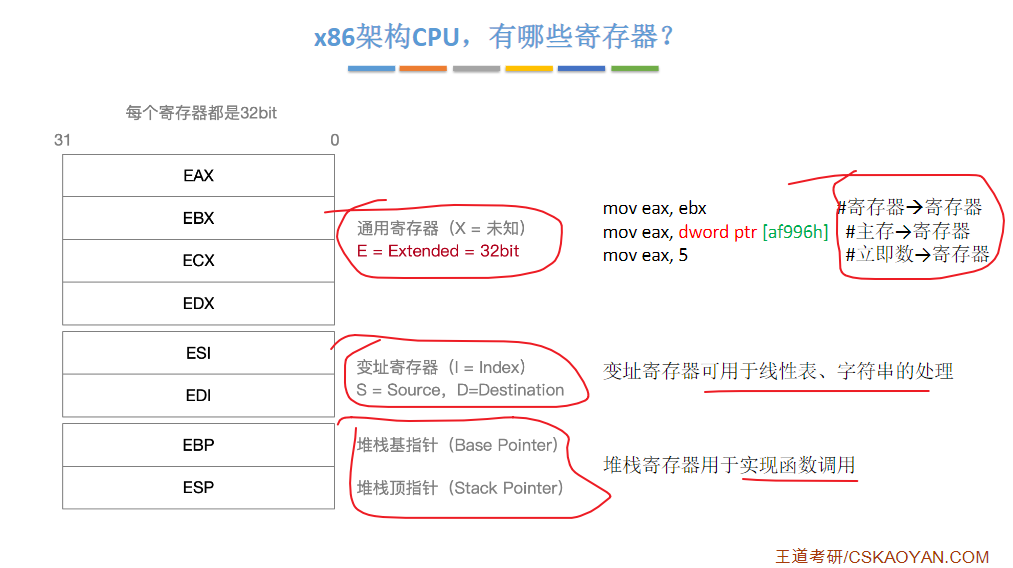 x86架构CPU，有哪些寄存器？
每个寄存器都是32bit
31 0
EAX
EBX
ECX
EDX
通用寄存器（X = 未知）
E = Extended = 32bit
mov eax, ebx #寄存器→寄存器
mov eax, dword ptr [af996h] #主存→寄存器
mov eax, 5 #立即数→寄存器
ESI
EDI
变址寄存器（I = Index）
S = Source，D=Destination
变址寄存器可用于线性表、字符串的处理
EBP
ESP
堆栈基指针（Base Pointer）
堆栈顶指针（Stack Pointer）
堆栈寄存器用于实现函数调用
王道考研/CSKAOYAN.COM